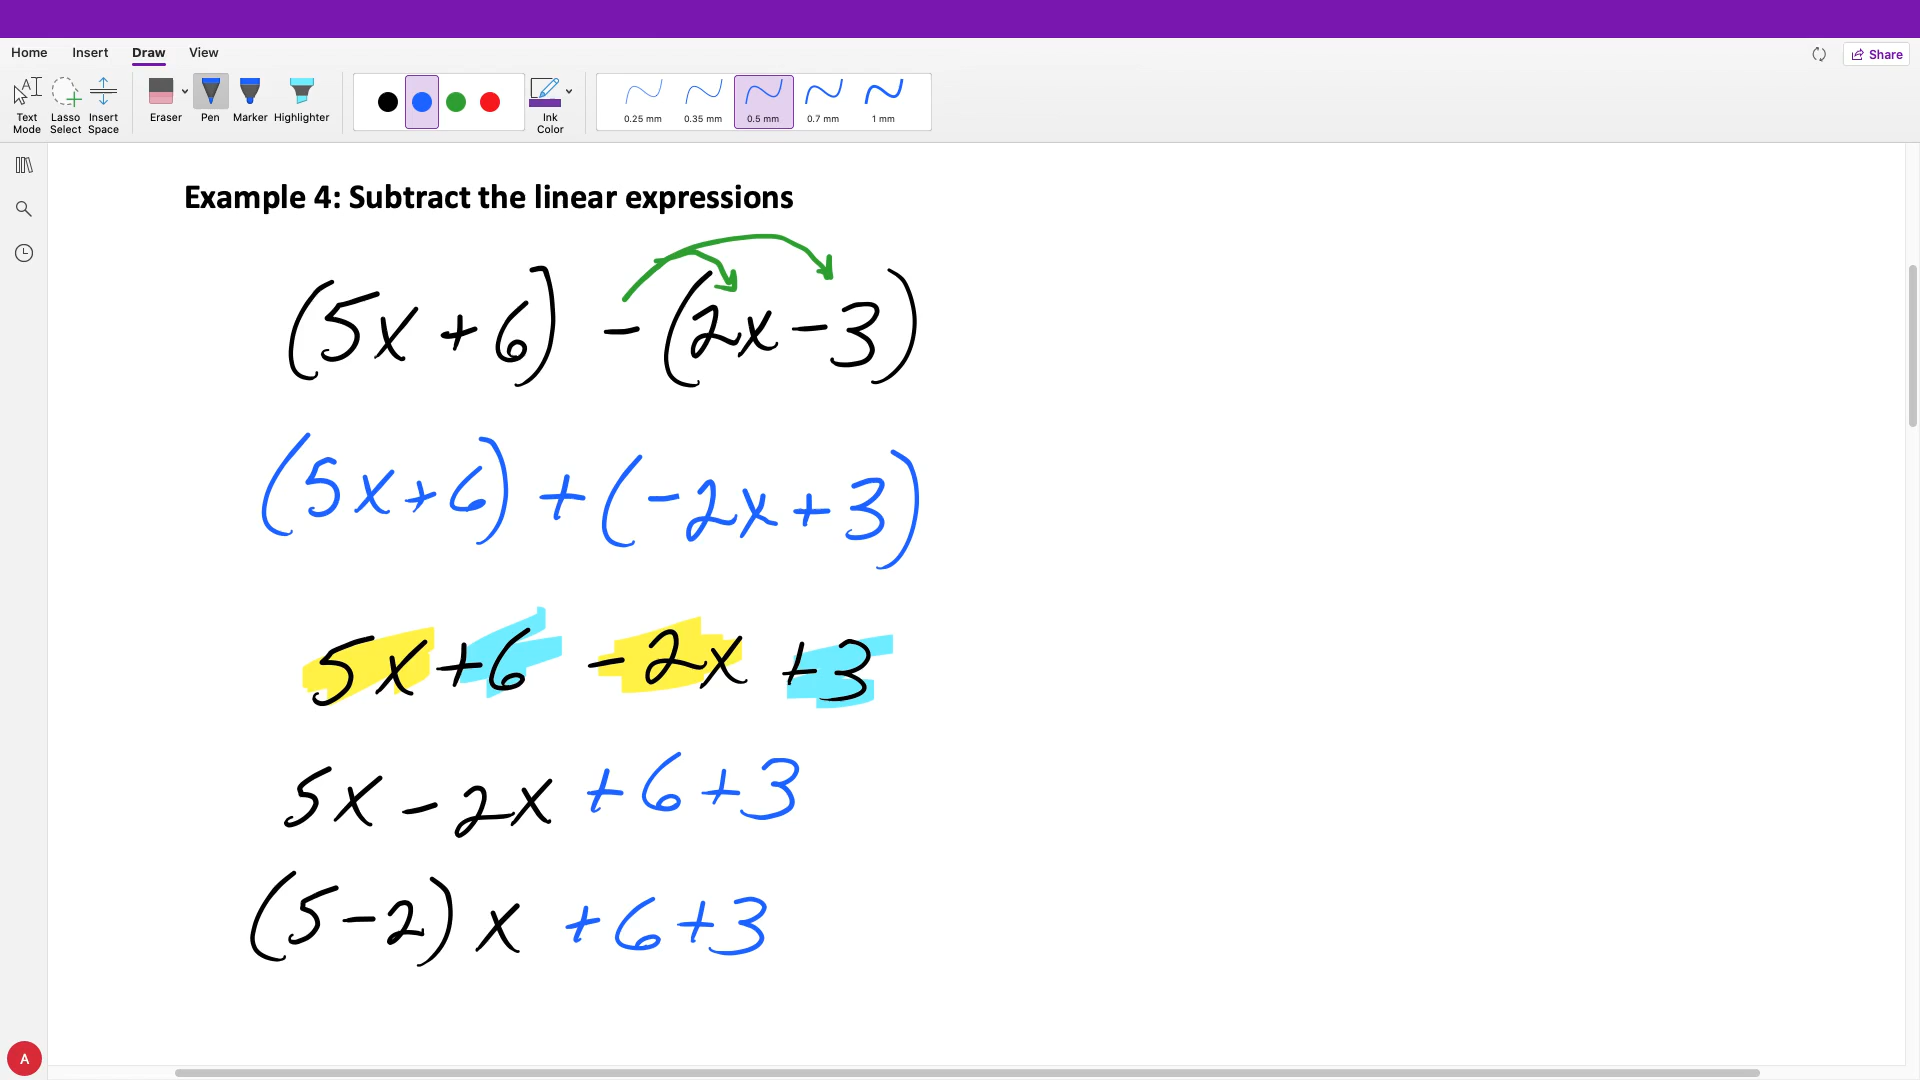 Home Insert Draw View
Share
Text Mode
Lasso Select
Insert Space
Eraser
Pen
Marker
Highlighter
Ink Color
0.25 mm
0.35 mm
0.5 mm
0.7 mm
1 mm
Example 4: Subtract the linear expressions
(5x + 6) - (2x - 3)
(5x + 6) + (-2x + 3)
5x + 6 - 2x + 3
5x - 2x + 6 + 3
(5 - 2) x + 6 + 3
A